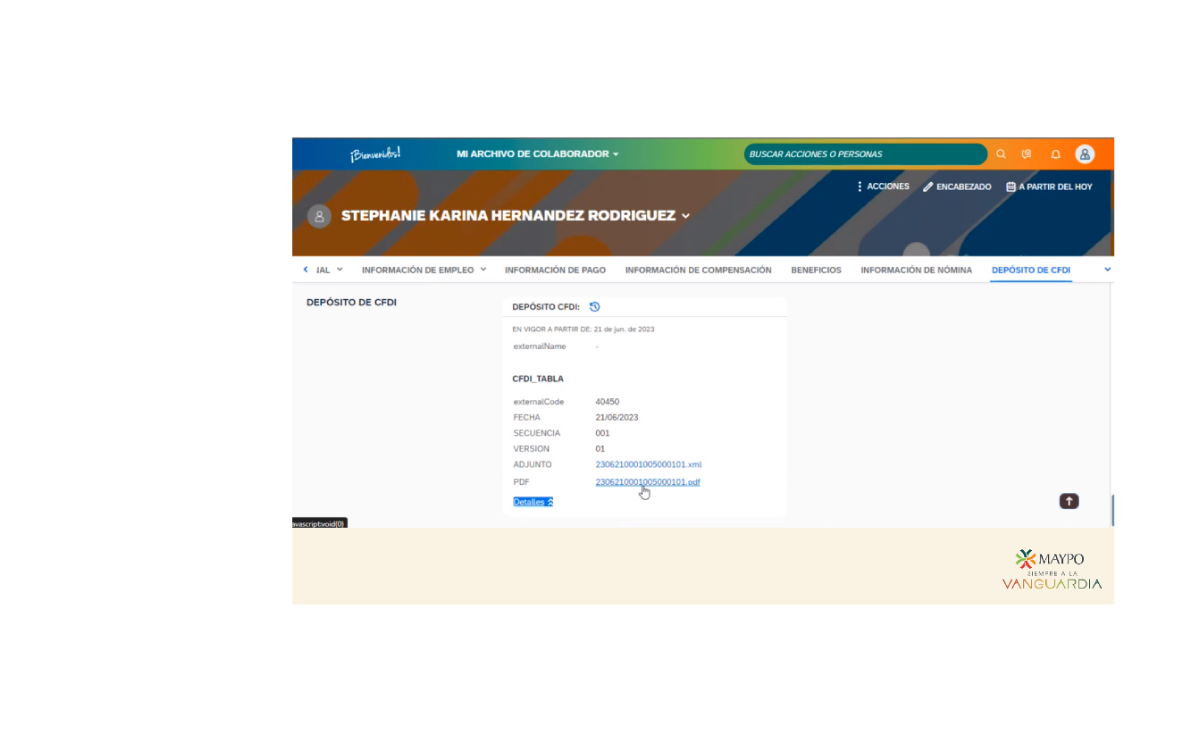 ¡Bienvenidos!
MI ARCHIVO DE COLABORADOR
BUSCAR ACCIONES O PERSONAS
ACCIONES
ENCABEZADO
A PARTIR DEL HOY
STEPHANIE KARINA HERNANDEZ RODRIGUEZ
IAL
INFORMACIÓN DE EMPLEO
INFORMACIÓN DE PAGO
INFORMACIÓN DE COMPENSACIÓN
BENEFICIOS
INFORMACIÓN DE NÓMINA
DEPÓSITO DE CFDI
DEPÓSITO DE CFDI
DEPÓSITO CFDI:
EN VIGOR A PARTIR DE: 21 de jun. de 2023
externalName -
CFDI_TABLA
externalCode 40450
FECHA 21/06/2023
SECUENCIA 001
VERSION 01
ADJUNTO 2306210001005000101.xml
PDF 2306210001005000101.pdf
Detalles
avascript:void(0)
MAYPO
SIEMPRE A LA
VANGUARDIA